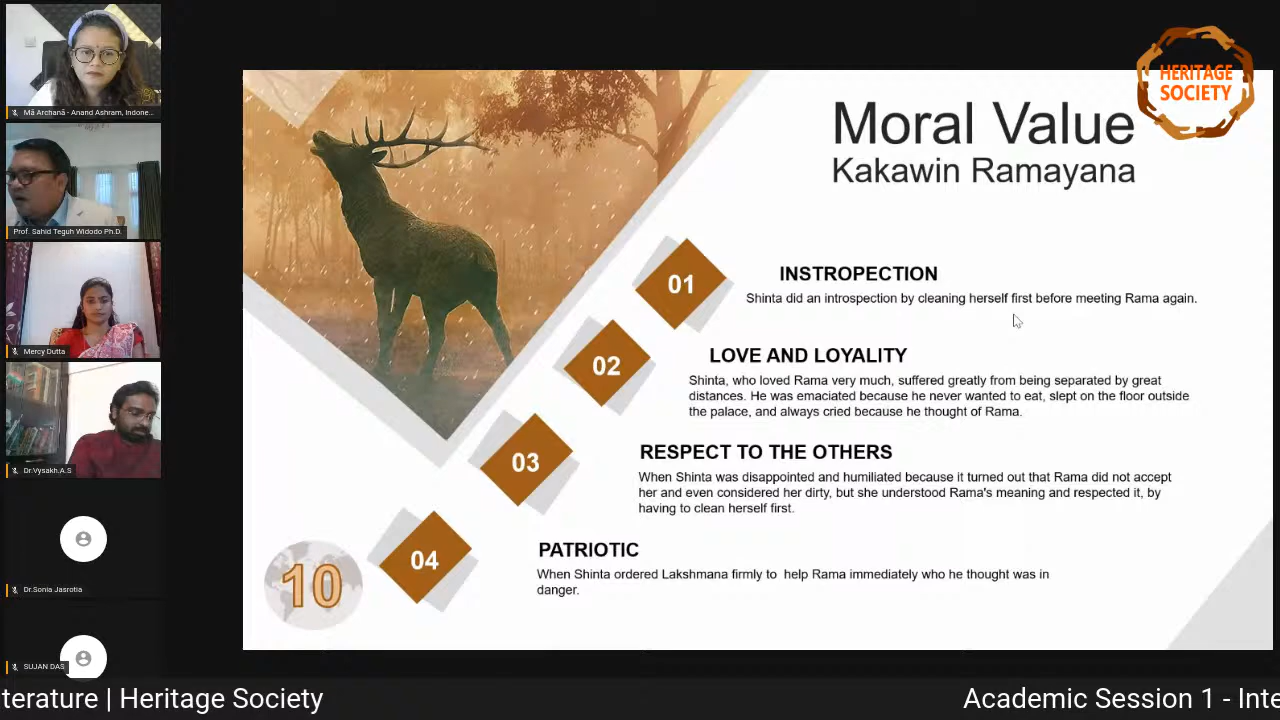 Mā Archanā - Anand Ashram, Indone...
Prof. Sahid Teguh Widodo Ph.D.
Mercy Dutta
Dr.Vysakh.A.S
Dr.Sonia Jasrotia
SUJAN DAS
HERITAGE
SOCIETY
Moral Value
Kakawin Ramayana
01
INSTROPECTION
Shinta did an introspection by cleaning herself first before meeting Rama again.
02
LOVE AND LOYALITY
Shinta, who loved Rama very much, suffered greatly from being separated by great
distances. He was emaciated because he never wanted to eat, slept on the floor outside
the palace, and always cried because he thought of Rama.
03
RESPECT TO THE OTHERS
When Shinta was disappointed and humiliated because it turned out that Rama did not accept
her and even considered her dirty, but she understood Rama's meaning and respected it, by
having to clean herself first.
04
PATRIOTIC
When Shinta ordered Lakshmana firmly to  help Rama immediately who he thought was in
danger.
10
terature | Heritage Society
Academic Session 1 - Inte